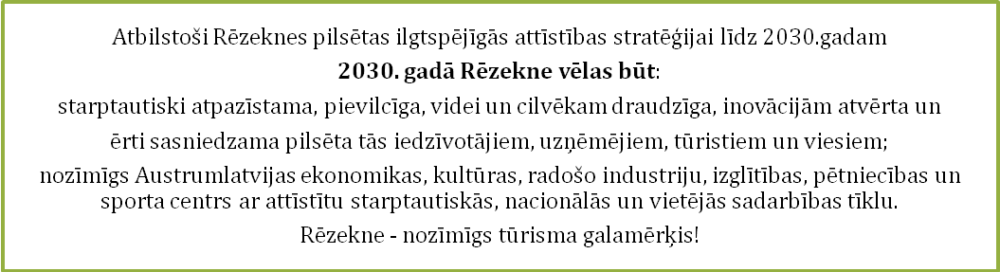 Atbilstoši Rēzeknes pilsētas ilgtspējīgās attīstības stratēģijai līdz 2030.gadam
2030. gadā Rēzekne vēlas būt:
starptautiski atpazīstama, pievilcīga, videi un cilvēkam draudzīga, inovācijām atvērta un
ērti sasniedzama pilsēta tās iedzīvotājiem, uzņēmējiem, tūristiem un viesiem;
nozīmīgs Austrumlatvijas ekonomikas, kultūras, radošo industriju, izglītības, pētniecības un
sporta centrs ar attīstītu starptautiskās, nacionālās un vietējās sadarbības tīklu.
Rēzekne - nozīmīgs tūrisma galamērķis!